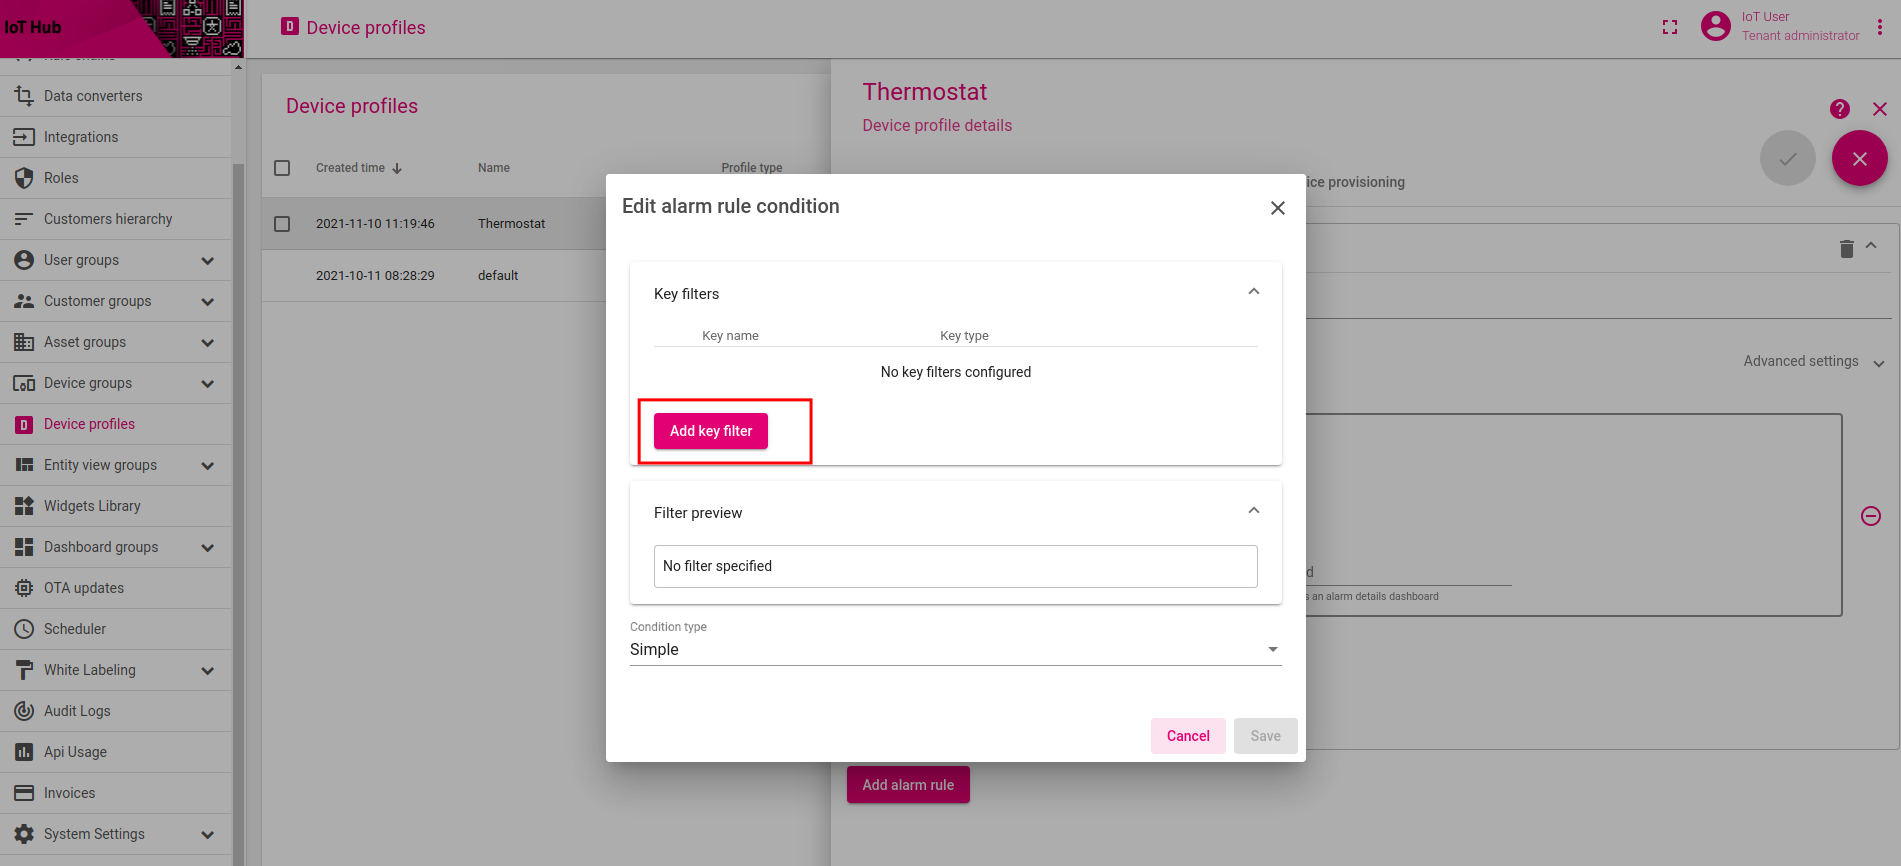 IoT Hub
Device profiles
IoT User
Tenant administrator
Rule chains
Data converters
Integrations
Roles
Customers hierarchy
User groups
Customer groups
Asset groups
Device groups
D Device profiles
Entity view groups
Widgets Library
Dashboard groups
OTA updates
Scheduler
White Labeling
Audit Logs
Api Usage
Invoices
System Settings
Device profiles
Created time Name Profile type
2021-11-10 11:19:46 Thermostat
2021-10-11 08:28:29 default
Thermostat
Device profile details
ice provisioning
Advanced settings
d
s an alarm details dashboard
Add alarm rule
Edit alarm rule condition
Key filters
Key name Key type
No key filters configured
Add key filter
Filter preview
No filter specified
Condition type
Simple
Cancel Save